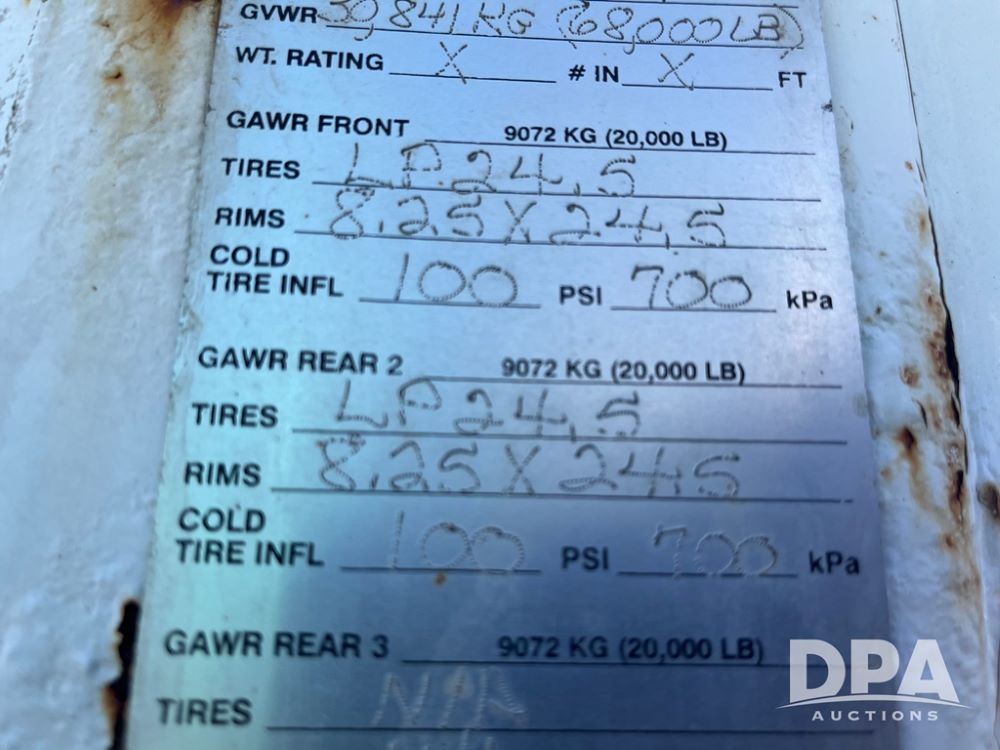 GVWR 30,841 KG (68,000 LB)
WT. RATING X # IN X FT
GAWR FRONT 9072 KG (20,000 LB)
TIRES LP 24.5
RIMS 8.25 X 24.5
COLD
TIRE INFL 100 PSI 700 kPa
GAWR REAR 2 9072 KG (20,000 LB)
TIRES LP 24.5
RIMS 8.25 X 24.5
COLD
TIRE INFL 100 PSI 700 kPa
GAWR REAR 3 9072 KG (20,000 LB)
TIRES N/A
DPA
AUCTIONS